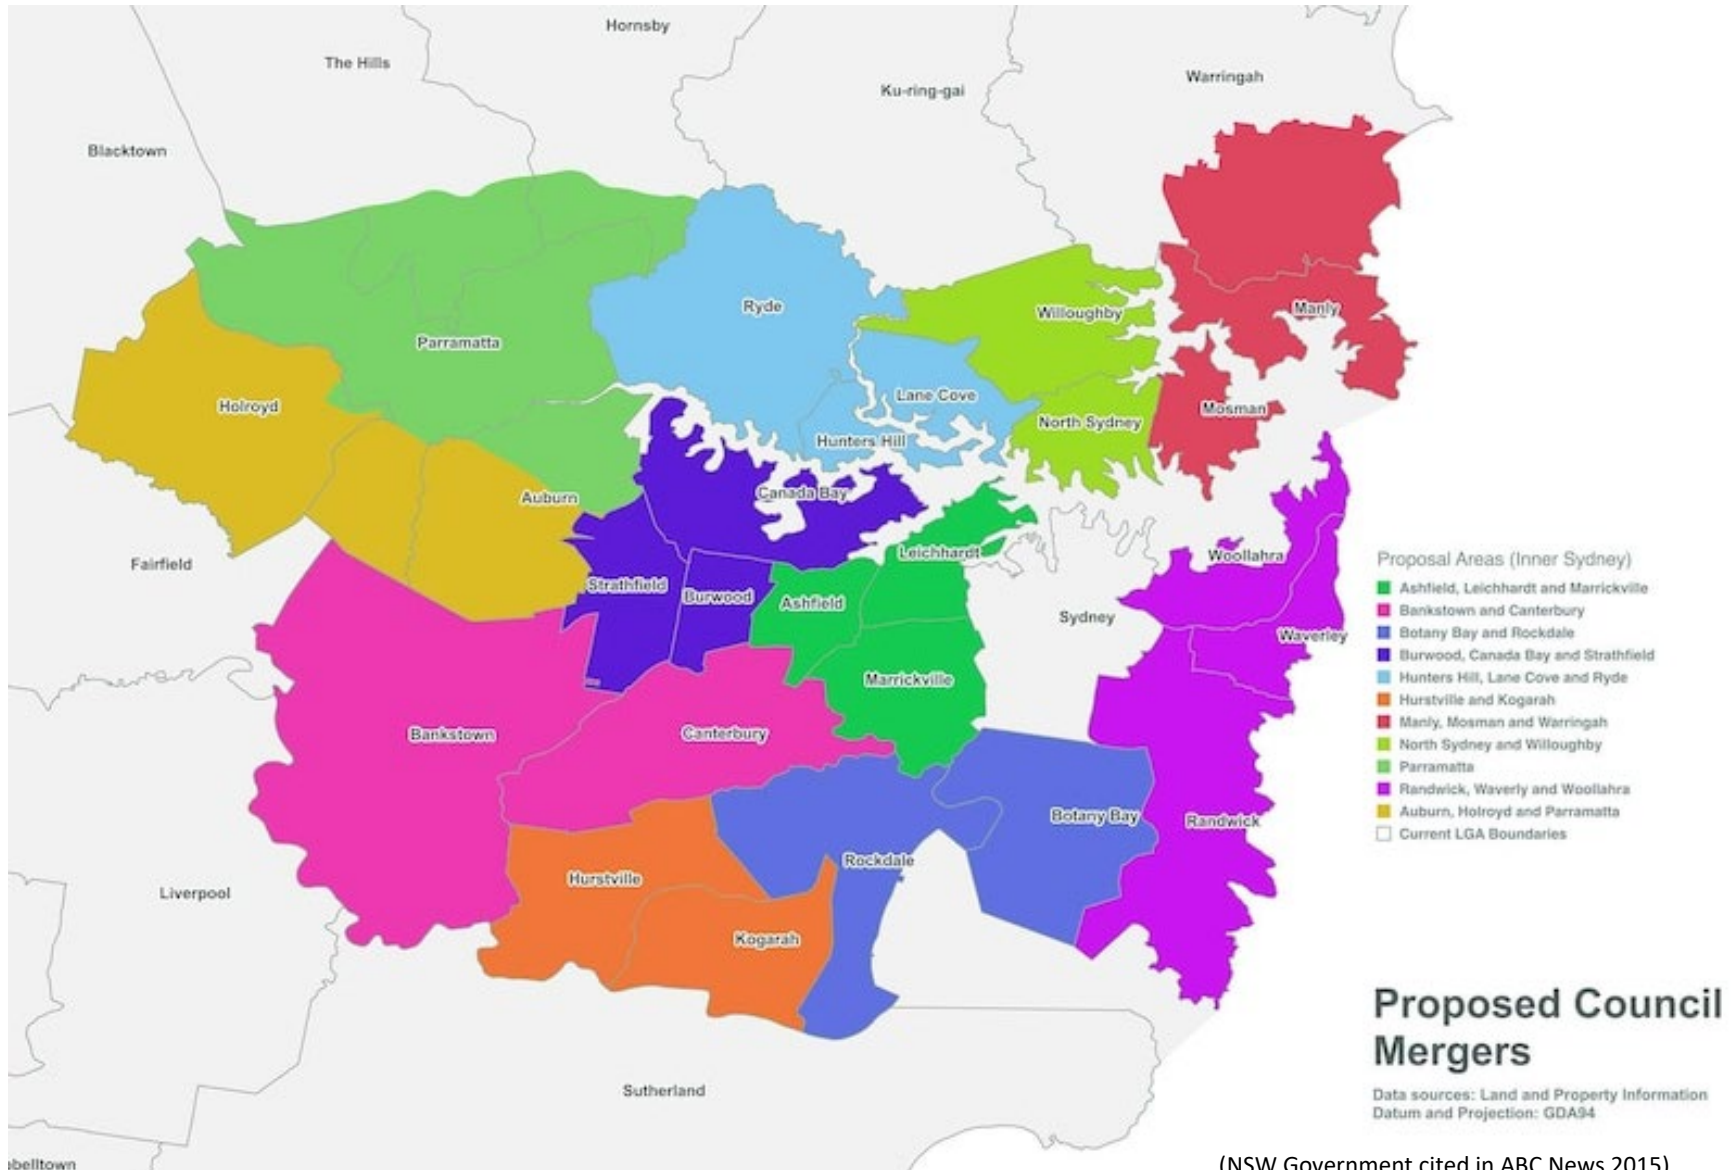 Hornsby
The Hills
Warringah
Ku-ring-gai
Blacktown
Ryde
Manly
Willoughby
Parramatta
Lane Cove
Holroyd
Mosman
North Sydney
Hunters Hill
Canada Bay
Auburn
Leichhardt
Woollahra
Fairfield
Strathfield
Burwood
Ashfield
Sydney
Waverley
Marrickville
Bankstown
Canterbury
Botany Bay
Randwick
Rockdale
Hurstville
Liverpool
Kogarah
Sutherland
pbelltown
Proposal Areas (Inner Sydney)
Ashfield, Leichhardt and Marrickville
Bankstown and Canterbury
Botany Bay and Rockdale
Burwood, Canada Bay and Strathfield
Hunters Hill, Lane Cove and Ryde
Hurstville and Kogarah
Manly, Mosman and Warringah
North Sydney and Willoughby
Parramatta
Randwick, Waverly and Woollahra
Auburn, Holroyd and Parramatta
Current LGA Boundaries
Proposed Council
Mergers
Data sources: Land and Property Information
Datum and Projection: GDA94
(NSW Government cited in ABC News 2015)